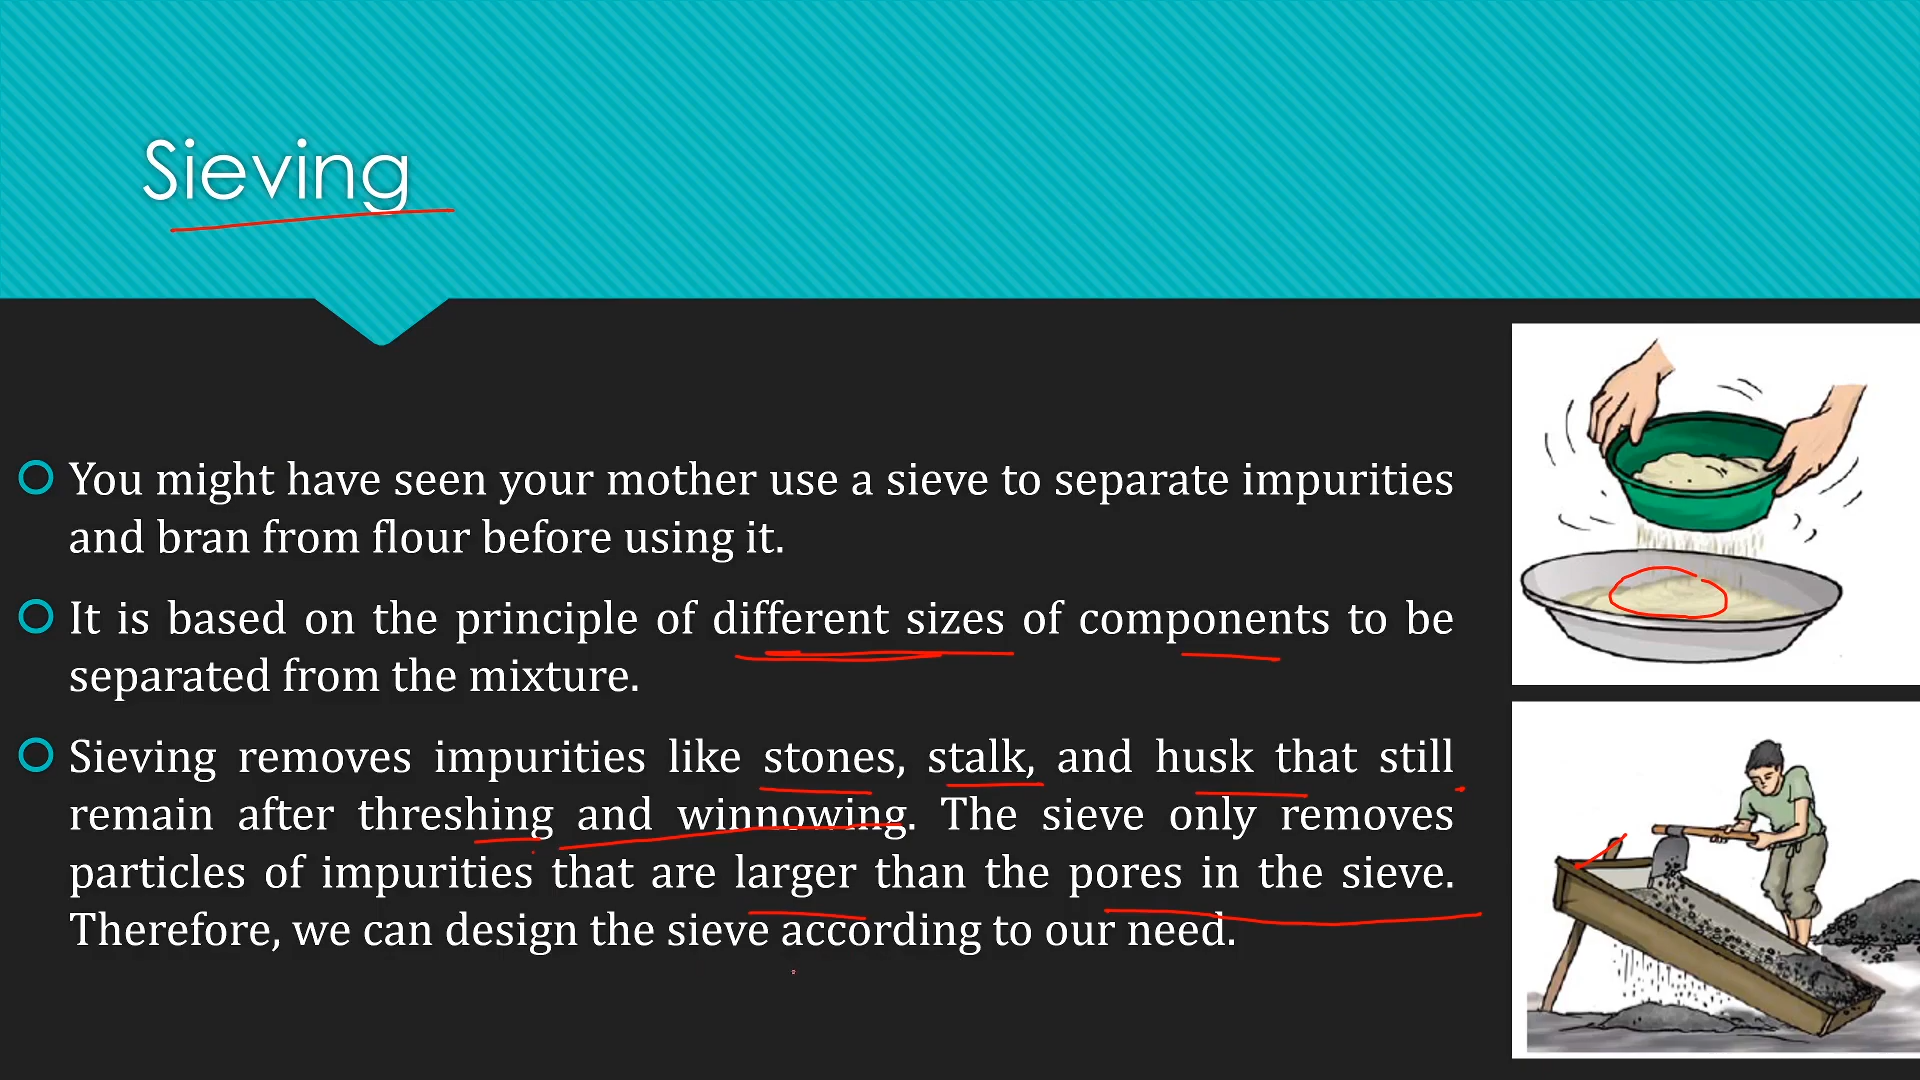 Sieving
You might have seen your mother use a sieve to separate impurities
and bran from flour before using it.
It is based on the principle of different sizes of components to be
separated from the mixture.
Sieving removes impurities like stones, stalk, and husk that still
remain after threshing and winnowing. The sieve only removes
particles of impurities that are larger than the pores in the sieve.
Therefore, we can design the sieve according to our need.